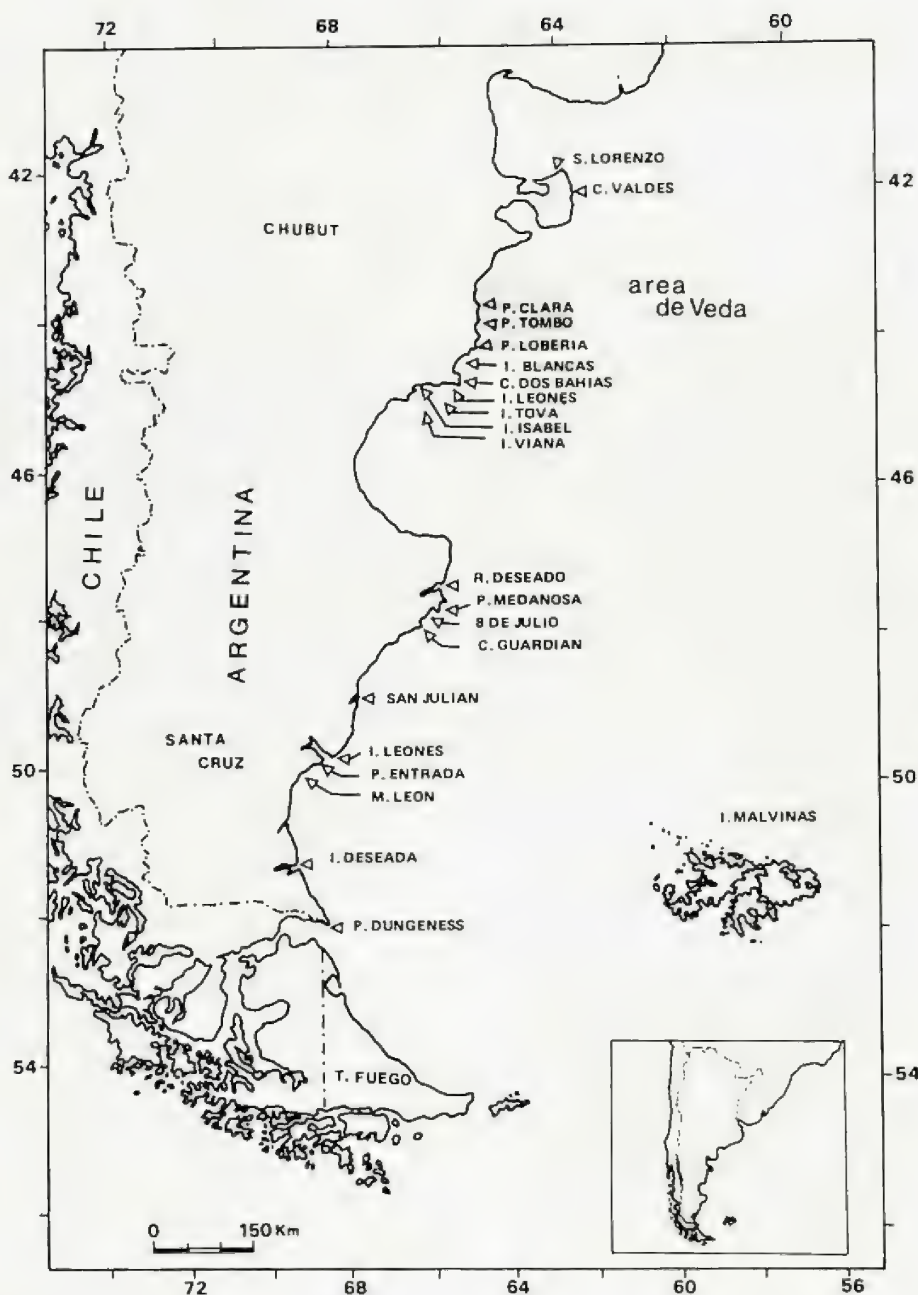 72 68 64 60
S. LORENZO
42 42
C. VALDES
CHUBUT
area
de Veda
P. CLARA
P. TOMBO
P. LOBERIA
I. BLANCAS
C. DOS BAHIAS
I. LEONES
I. TOVA
I. ISABEL
I. VIANA
46 46
CHILE
ARGENTINA
R. DESEADO
P. MEDANOSA
8 DE JULIO
C. GUARDIAN
SAN JULIAN
SANTA
CRUZ
I. LEONES
P. ENTRADA
50 50
M. LEON
I. MALVINAS
I. DESEADA
P. DUNGENESS
54 54
T. FUEGO
0 150 Km
72 68 64 60 56